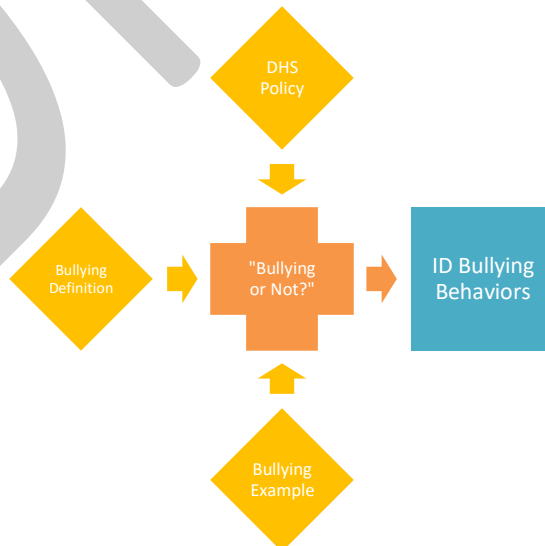 DHS
Policy
Bullying
Definition
"Bullying
or Not?"
ID Bullying
Behaviors
Bullying
Example